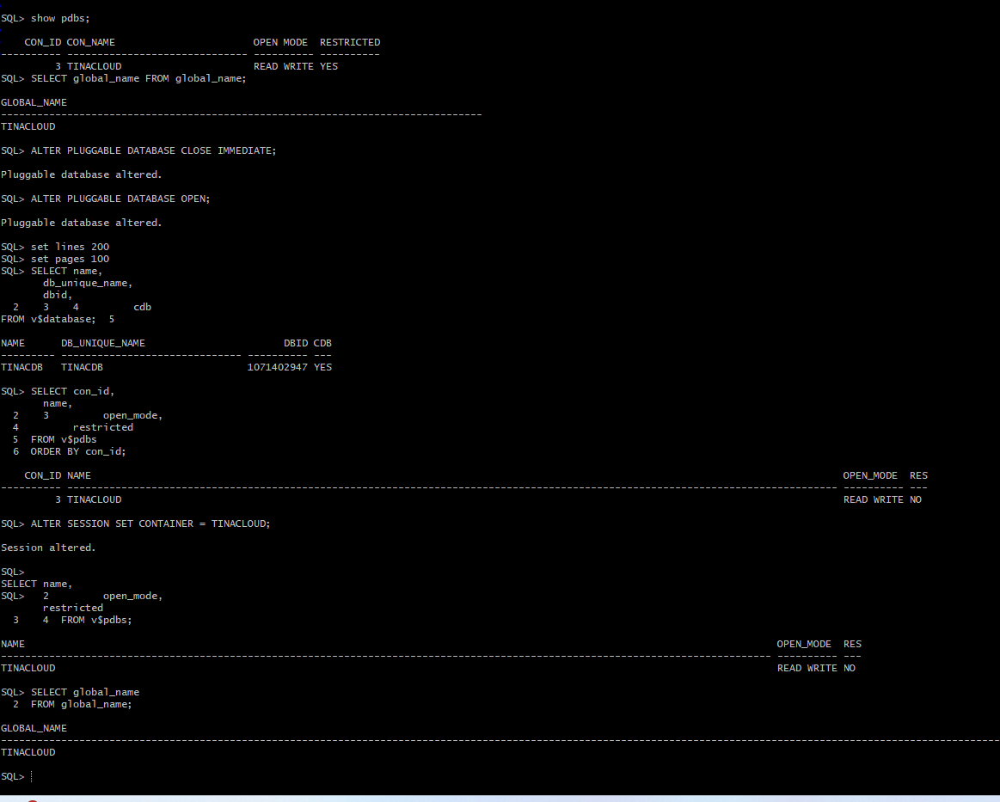 SQL> show pdbs;
CON_ID CON_NAME OPEN MODE RESTRICTED
---------- ------------------------------ ---------- ----------
3 TINACLOUD READ WRITE YES
SQL> SELECT global_name FROM global_name;
GLOBAL_NAME
--------------------------------------------------------------------------------
TINACLOUD
SQL> ALTER PLUGGABLE DATABASE CLOSE IMMEDIATE;
Pluggable database altered.
SQL> ALTER PLUGGABLE DATABASE OPEN;
Pluggable database altered.
SQL> set lines 200
SQL> set pages 100
SQL> SELECT name,
db_unique_name,
dbid,
2 3 4 cdb
FROM v$database; 5
NAME DB_UNIQUE_NAME DBID CDB
--------- ------------------------------ ---------- ---
TINACDB TINACDB 1071402947 YES
SQL> SELECT con_id,
name,
2 3 open_mode,
4 restricted
5 FROM v$pdbs
6 ORDER BY con_id;
CON_ID NAME OPEN_MODE RES
---------- -------------------------------------------------------------------------------------------------------------------------------- ---------- ---
3 TINACLOUD READ WRITE NO
SQL> ALTER SESSION SET CONTAINER = TINACLOUD;
Session altered.
SQL>
SELECT name,
SQL> 2 open_mode,
restricted
3 4 FROM v$pdbs;
NAME OPEN_MODE RES
-------------------------------------------------------------------------------------------------------------------------------- ---------- ---
TINACLOUD READ WRITE NO
SQL> SELECT global_name
2 FROM global_name;
GLOBAL_NAME
----------------------------------------------------------------------------------------------------------------------------------------------------------------------
TINACLOUD
SQL>